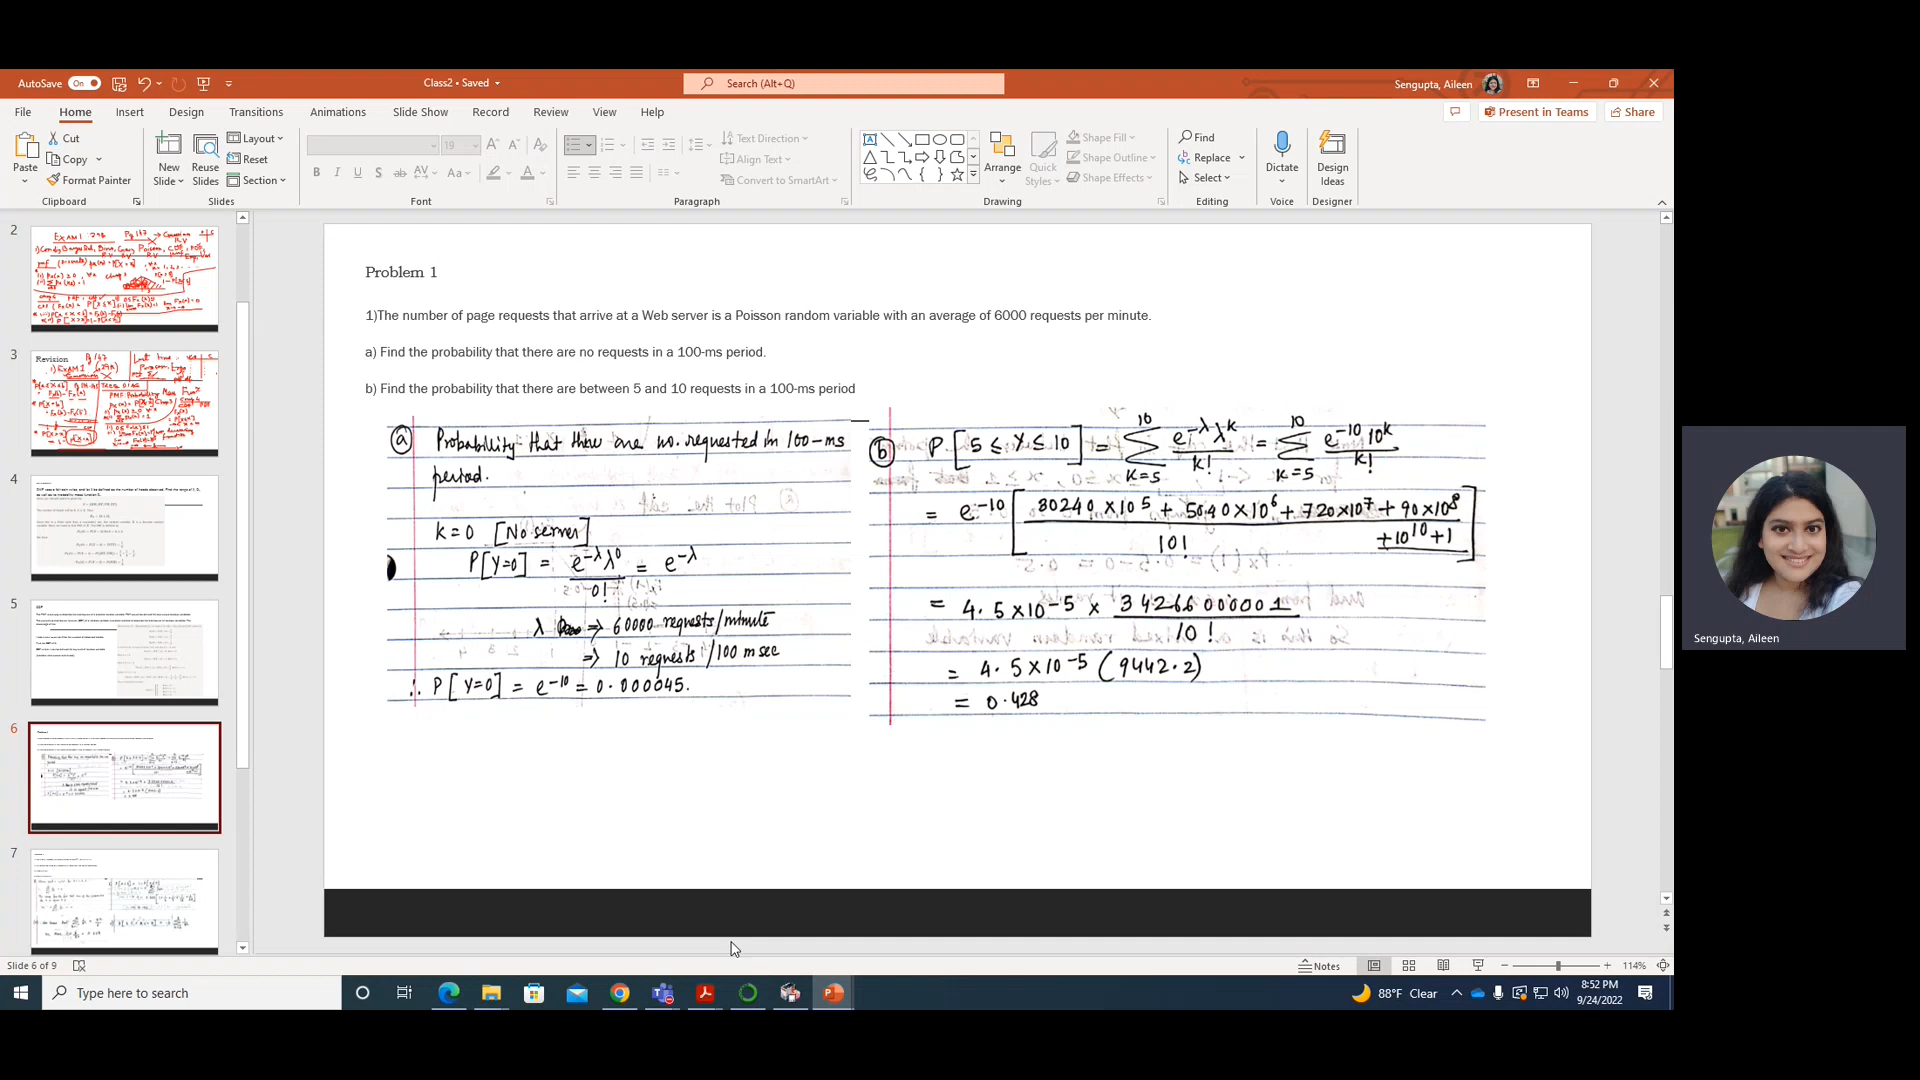 AutoSave On
Class2 • Saved
Search (Alt+Q)
Sengupta, Aileen
File Home Insert Design Transitions Animations Slide Show Record Review View Help
Present in Teams Share
Paste
Cut
Copy
Format Painter
Clipboard
New Slide
Reuse Slides
Layout
Reset
Section
Slides
19
Font
Text Direction
Align Text
Convert to SmartArt
Paragraph
Arrange
Quick Styles
Shape Fill
Shape Outline
Shape Effects
Drawing
Find
Replace
Select
Editing
Dictate
Voice
Design Ideas
Designer
2
3
Revision
4
5
6
7
Problem 1
1)The number of page requests that arrive at a Web server is a Poisson random variable with an average of 6000 requests per minute.
a) Find the probability that there are no requests in a 100-ms period.
b) Find the probability that there are between 5 and 10 requests in a 100-ms period
ⓐ Probability that there are no. requested in 100-ms
period.
k=0 [No server]
P[Y=0] = e^-λ λ^0 / 0! = e^-λ
λ => 60000 requests/minute
=> 10 requests/100 msec
∴ P[Y=0] = e^-10 = 0.000045.
ⓑ P[5 ≤ Y ≤ 10] = Σ k=5 10 e^-λ λ^k / k! = Σ k=5 10 e^-10 10^k / k!
= e^-10 [ 30240 ×10^5 + 5040×10^6 + 720×10^7 + 90×10^8 +10^10 +1 / 10! ]
= 4.5×10^-5 × 34266000001 / 10!
= 4.5×10^-5 (9442.2)
= 0.428
Sengupta, Aileen
Slide 6 of 9
Notes
114%
Type here to search
88°F Clear
8:52 PM
9/24/2022